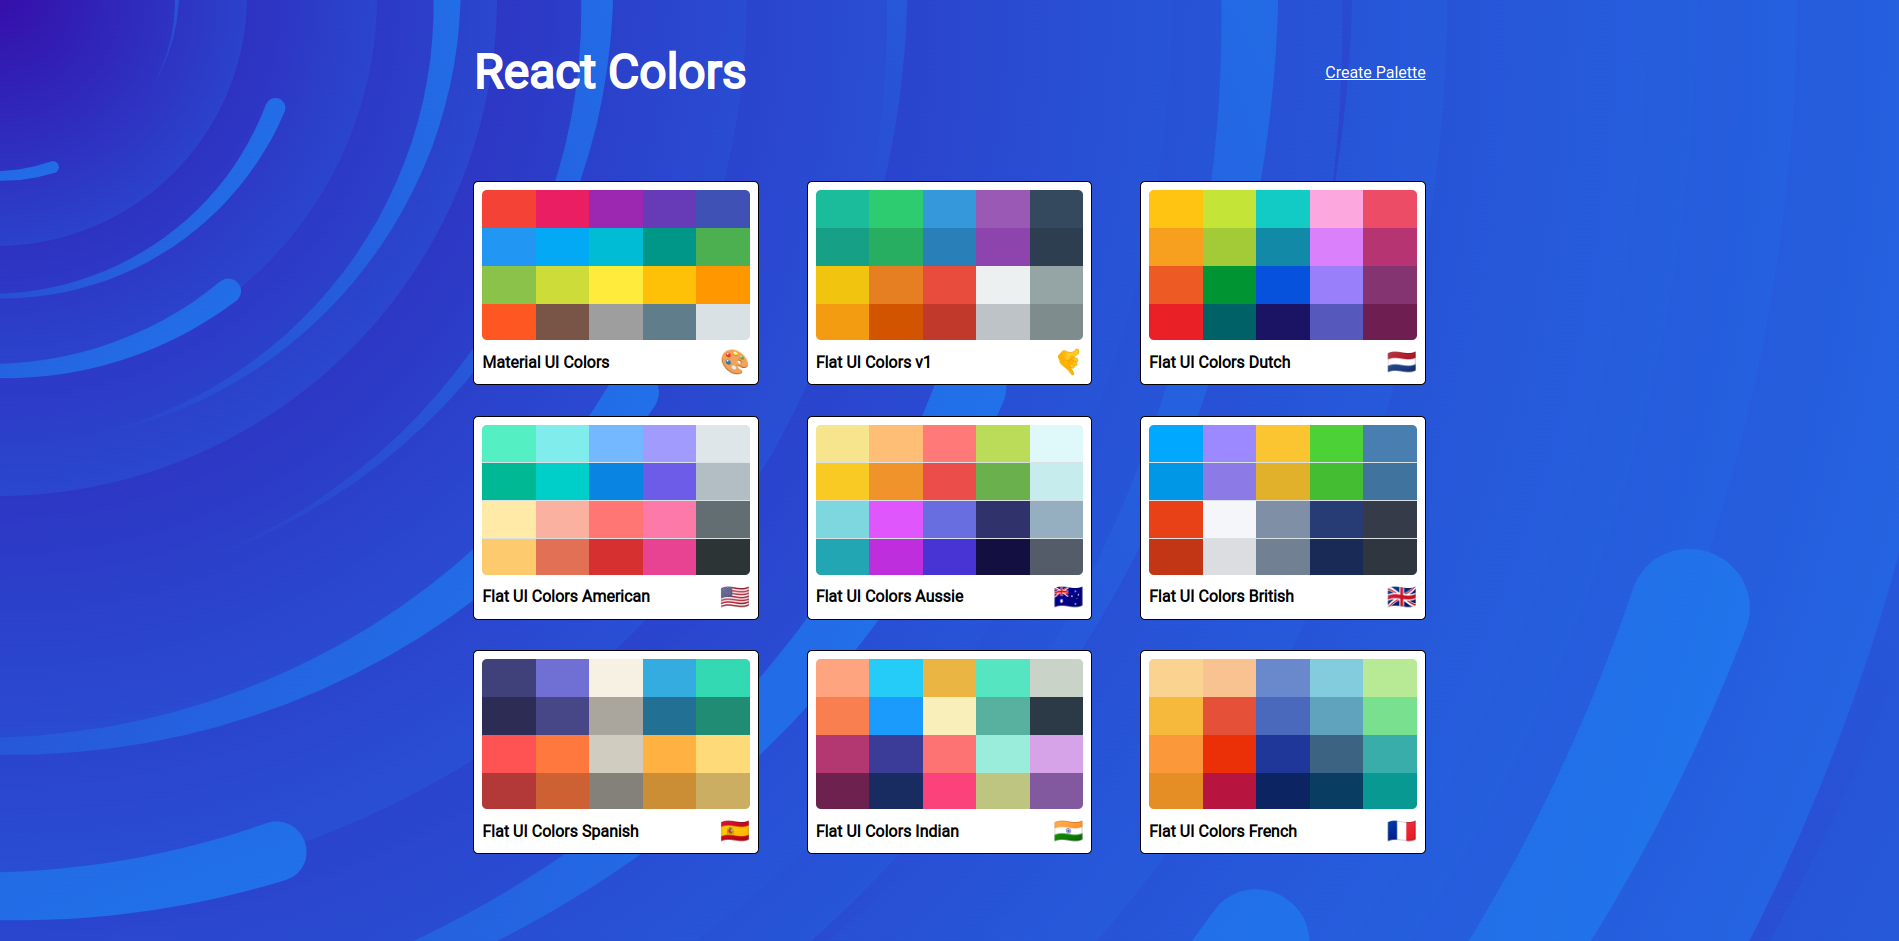 React Colors
Create Palette
Material UI Colors
Flat UI Colors v1
Flat UI Colors Dutch
Flat UI Colors American
Flat UI Colors Aussie
Flat UI Colors British
Flat UI Colors Spanish
Flat UI Colors Indian
Flat UI Colors French